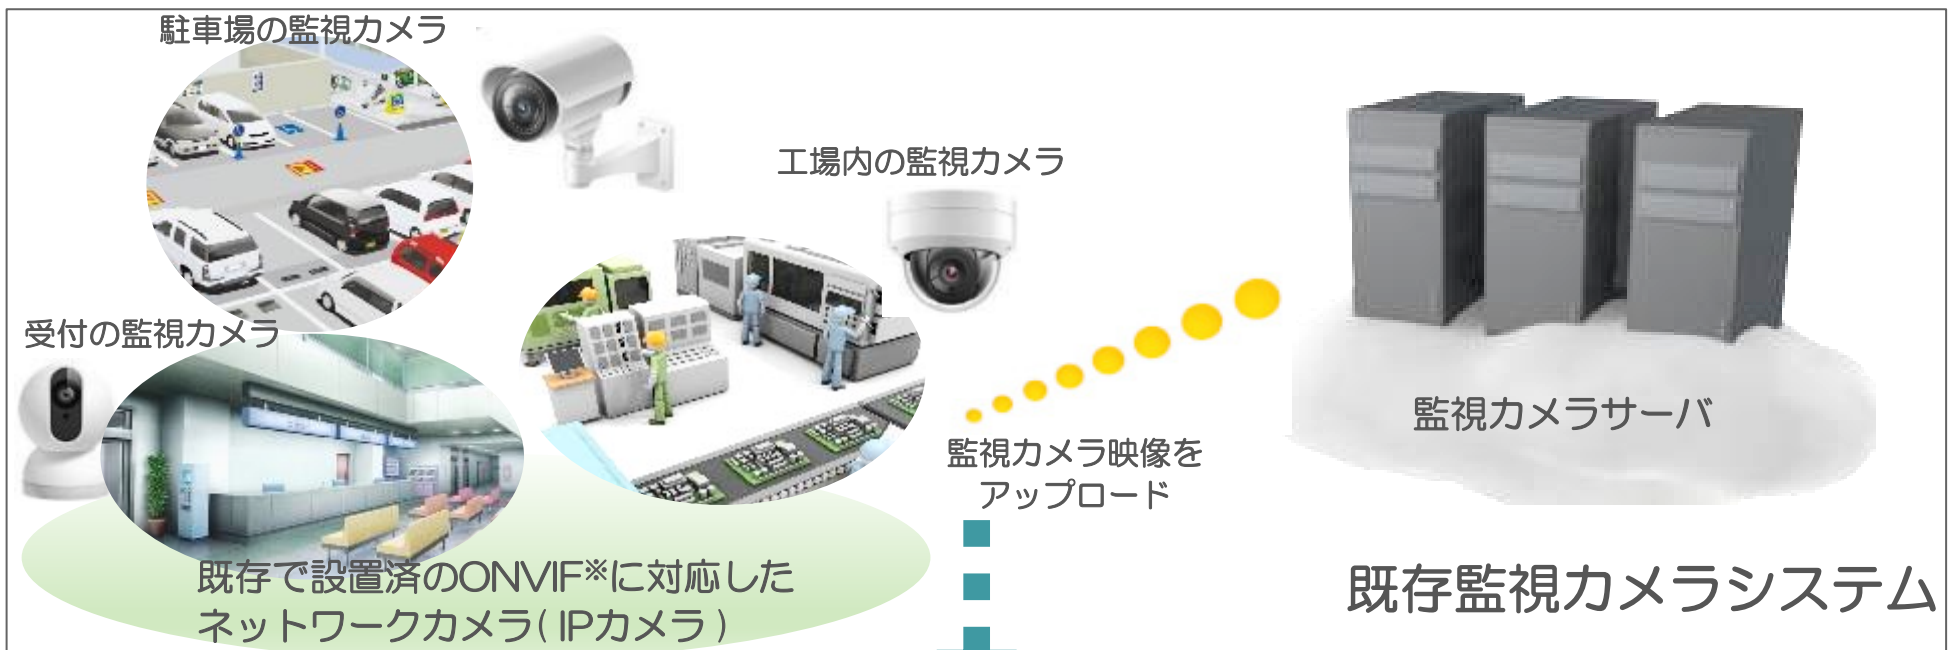 駐車場の監視カメラ
工場内の監視カメラ
受付の監視カメラ
監視カメラサーバ
監視カメラ映像を
アップロード
既存で設置済のONVIF※に対応した
ネットワークカメラ( IPカメラ )
既存監視カメラシステム